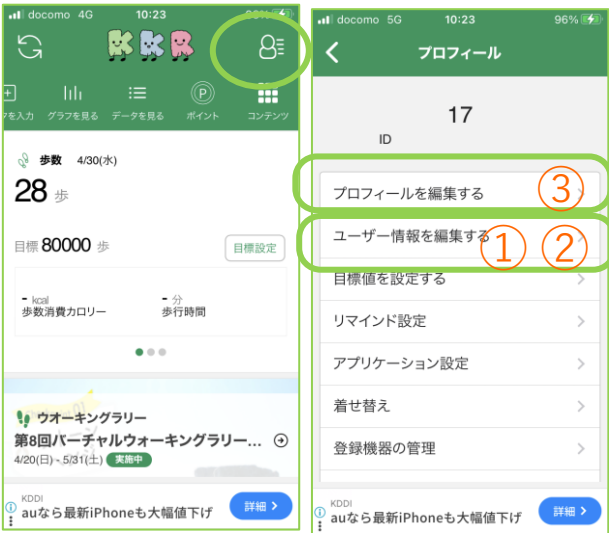 docomo 4G 10:23 96%
KKR
タを入力 グラフを見る データを見る ポイント コンテンツ
歩数 4/30(水)
28 歩
目標 80000 歩 目標設定
- kcal - 分
歩数消費カロリー 歩行時間
ウオーキングラリー
第8回バーチャルウォーキングラリー...
4/20(日) - 5/31(土) 実施中
KDDI
auなら最新iPhoneも大幅値下げ 詳細 >
docomo 5G 10:23 96%
プロフィール
17
ID
プロフィールを編集する ③
ユーザー情報を編集する ① ②
目標値を設定する
リマインド設定
アプリケーション設定
着せ替え
登録機器の管理
KDDI
auなら最新iPhoneも大幅値下げ 詳細 >